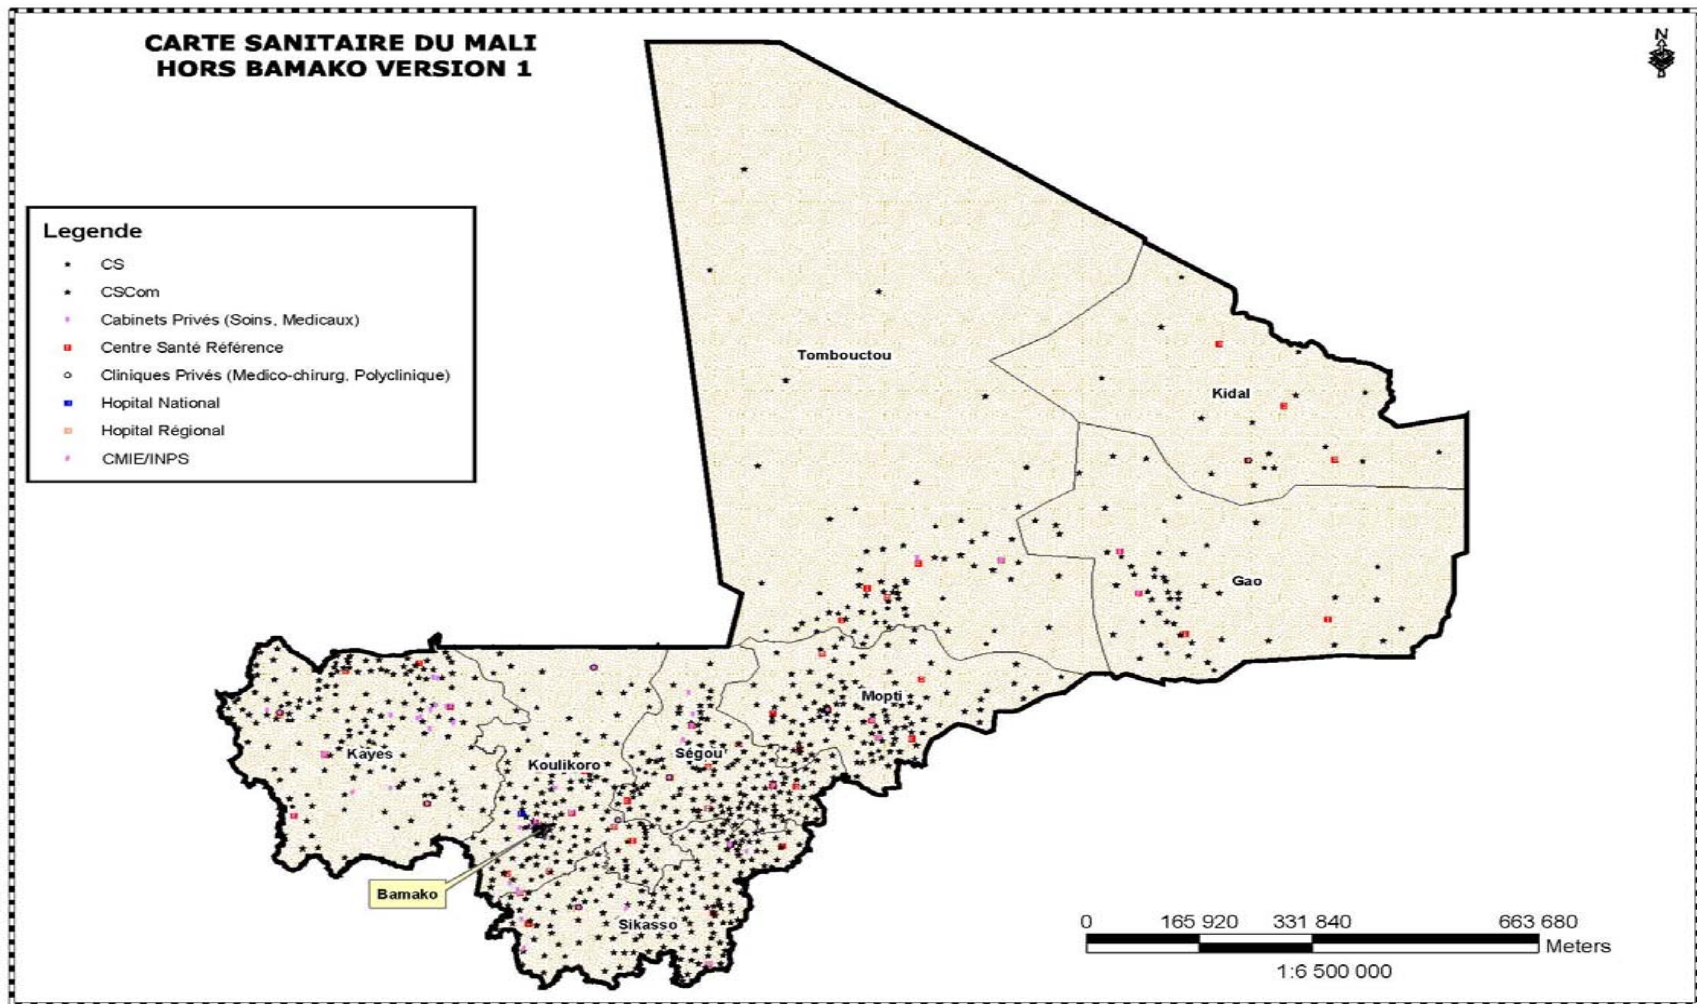 CARTE SANITAIRE DU MALI
HORS BAMAKO VERSION 1
N
Legende
CS
CSCom
Cabinets Privés (Soins, Medicaux)
Centre Santé Référence
Cliniques Privés (Medico-chirurg, Polyclinique)
Hopital National
Hopital Régional
CMIE/INPS
Tombouctou
Kidal
Gao
Mopti
Kayes
Koulikoro
Ségou
Bamako
Sikasso
0 165 920 331 840 663 680
Meters
1:6 500 000